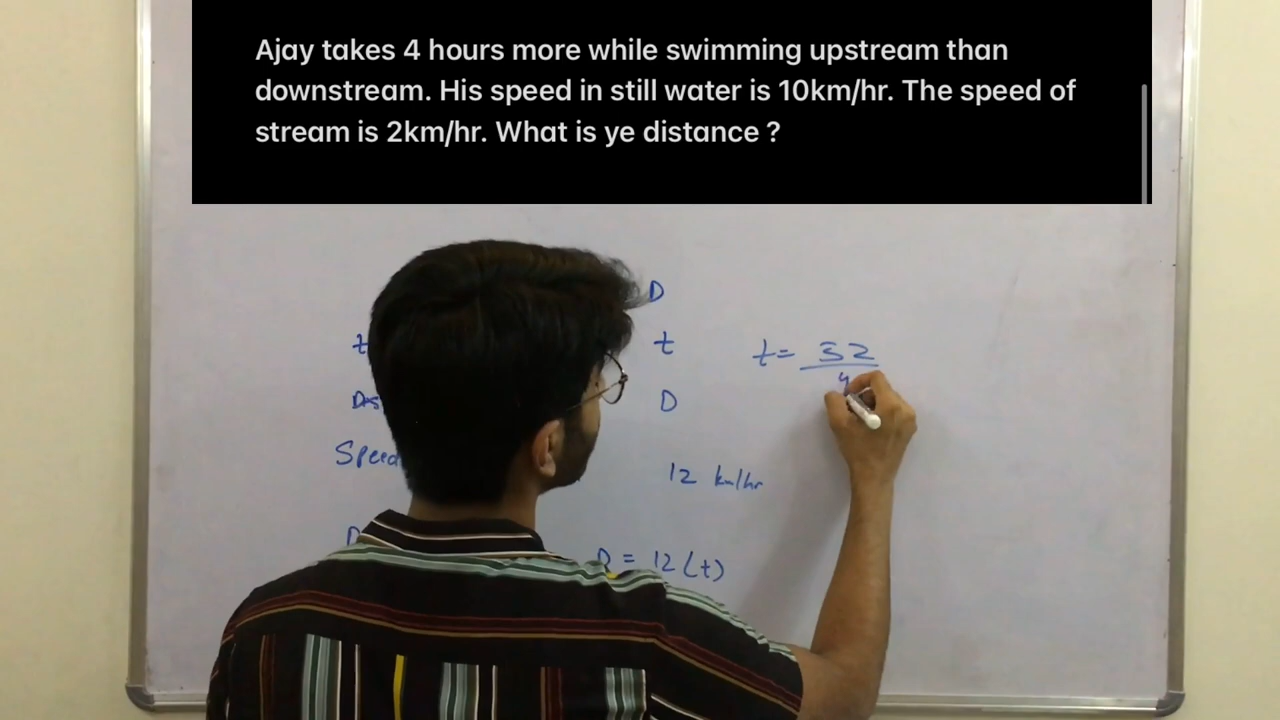 Ajay takes 4 hours more while swimming upstream than
downstream. His speed in still water is 10km/hr. The speed of
stream is 2km/hr. What is ye distance ?
D
t t t= 32
4
D
Speed 12 km/hr
D D = 12 (t)